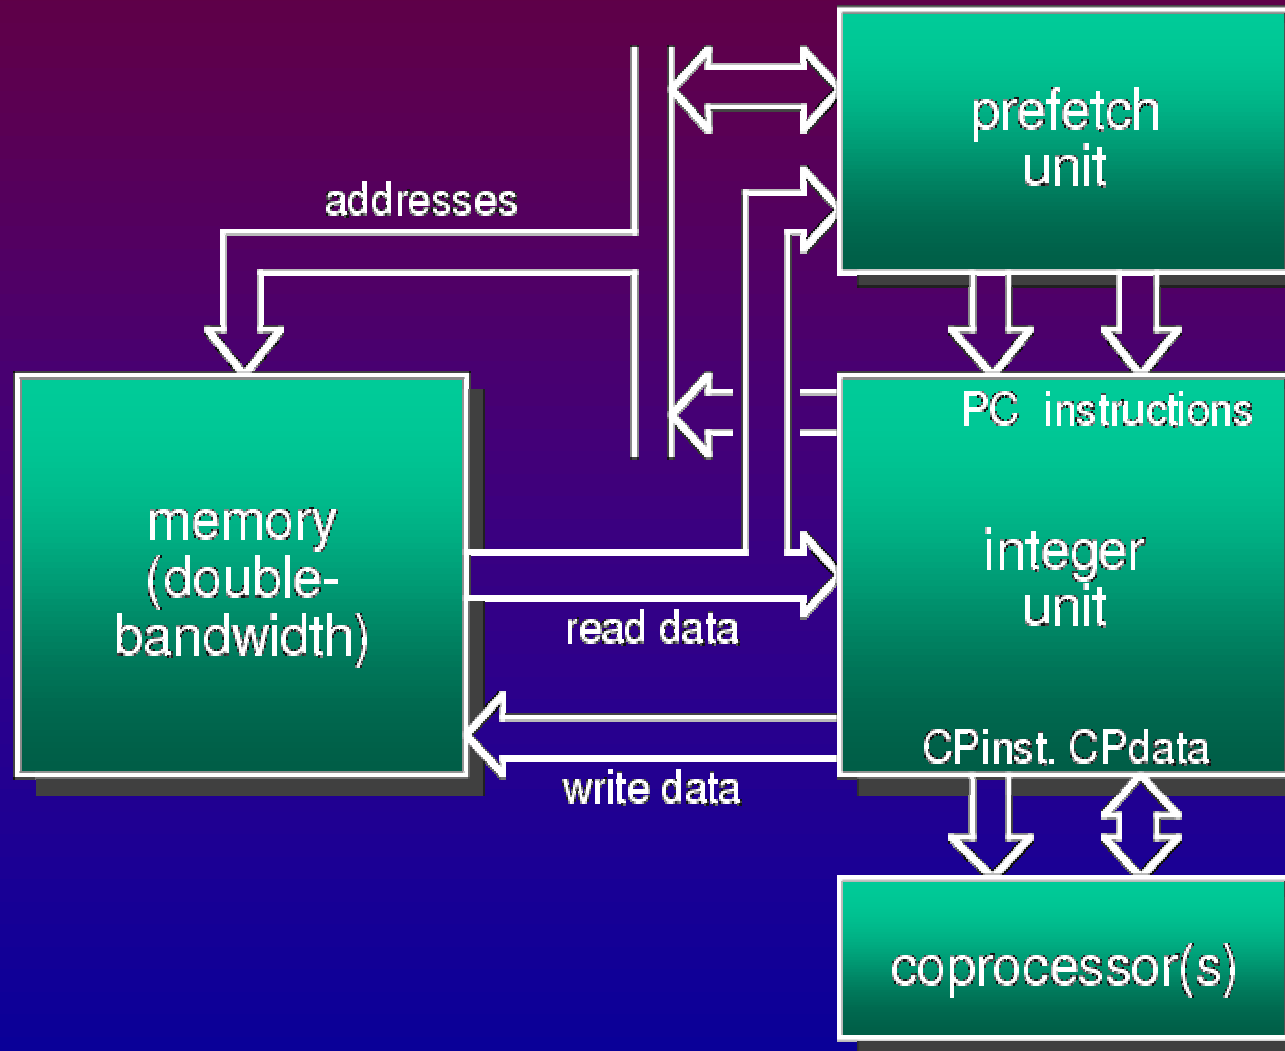 prefetch
unit
addresses
PC instructions
memory
(double-
bandwidth)
integer
unit
read data
CPinst. CPdata
write data
coprocessor(s)